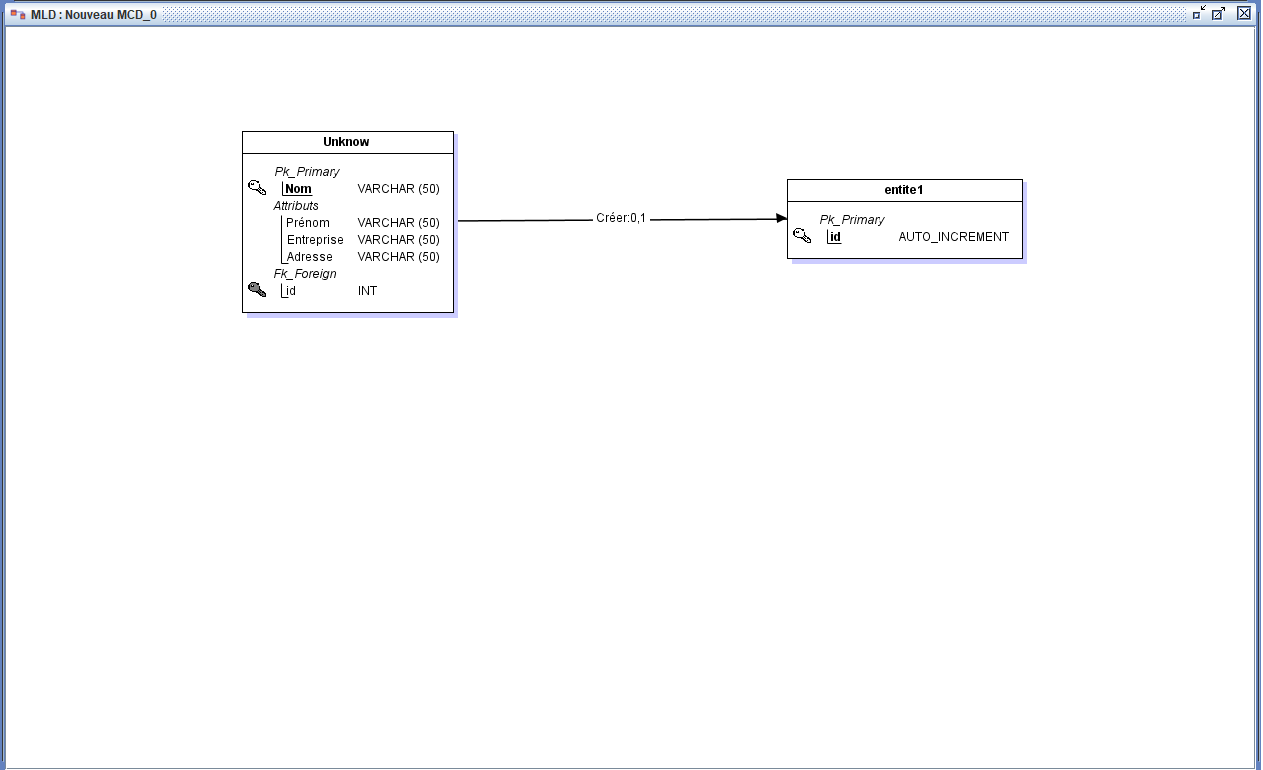 MLD : Nouveau MCD_0
Unknow
Pk_Primary
Nom VARCHAR (50)
Attributs
Prénom VARCHAR (50)
Entreprise VARCHAR (50)
Adresse VARCHAR (50)
Fk_Foreign
id INT
Créer:0,1
entite1
Pk_Primary
id AUTO_INCREMENT